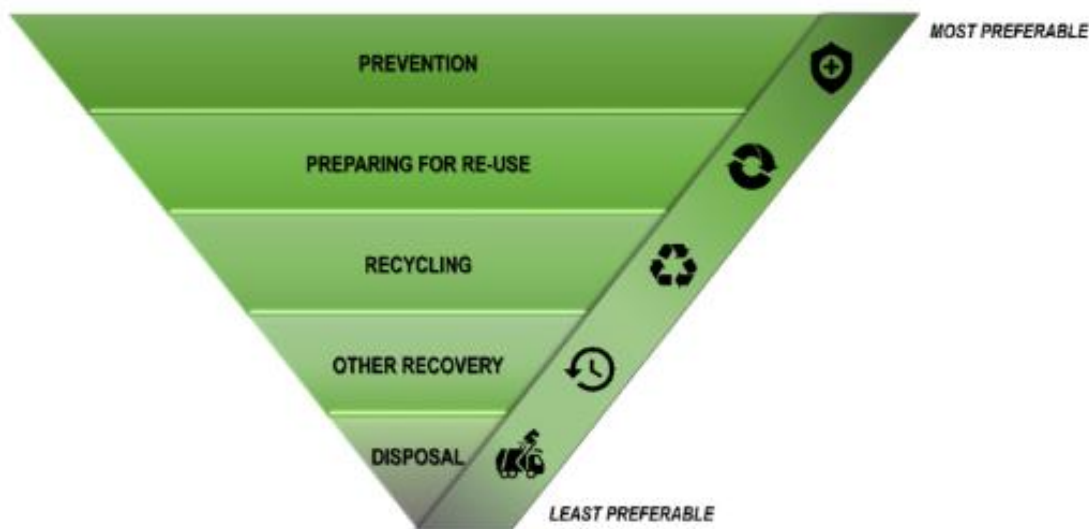 MOST PREFERABLE
PREVENTION
PREPARING FOR RE-USE
RECYCLING
OTHER RECOVERY
DISPOSAL
LEAST PREFERABLE